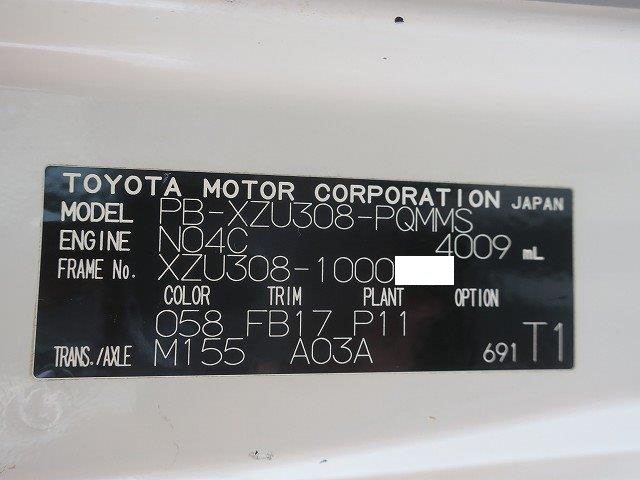 TOYOTA MOTOR CORPORATION JAPAN
MODEL PB-XZU308-PQMMS
ENGINE N04C 4009 mL
FRAME No. XZU308-1000
COLOR TRIM PLANT OPTION
058 FB17 P11
TRANS./AXLE M155 A03A 691 T1